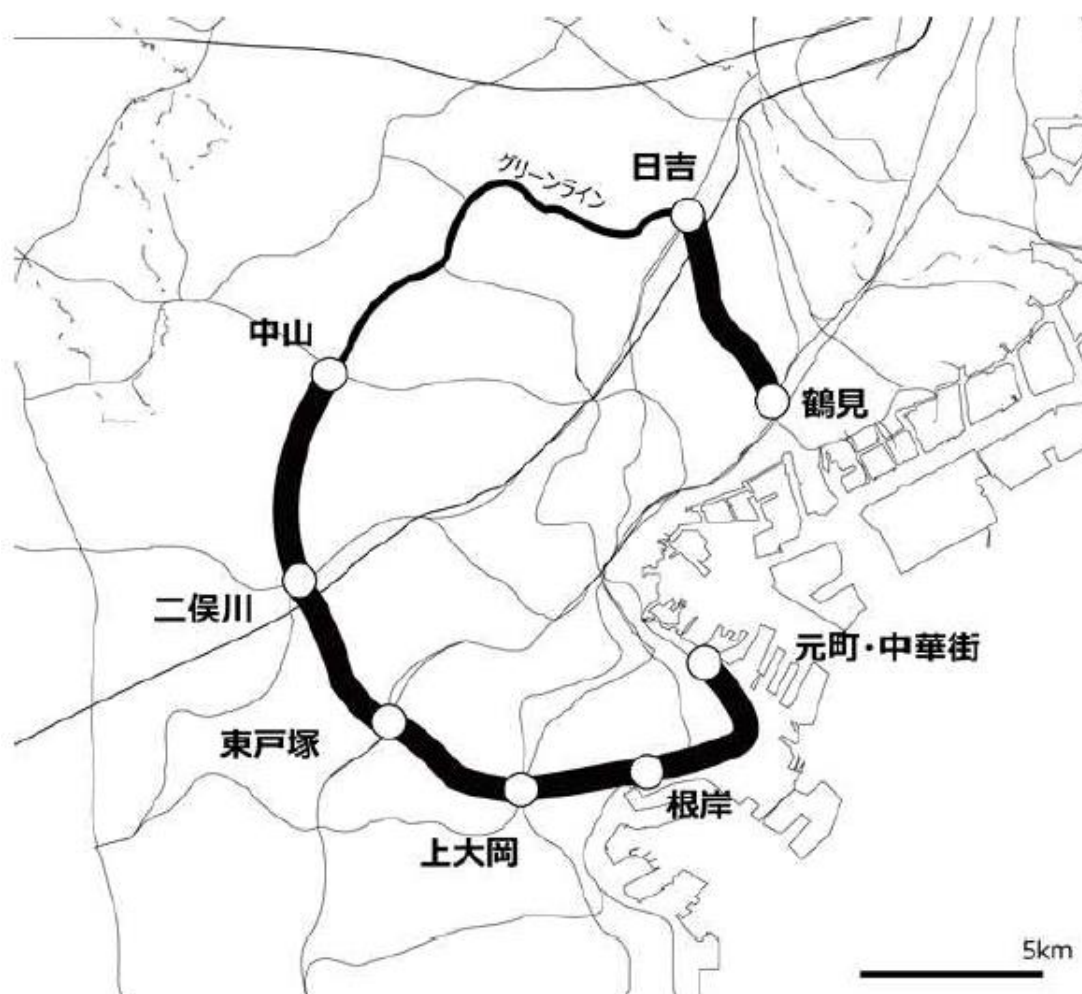 日吉
グリーンライン
中山
鶴見
二俣川
元町・中華街
東戸塚
根岸
上大岡
5km